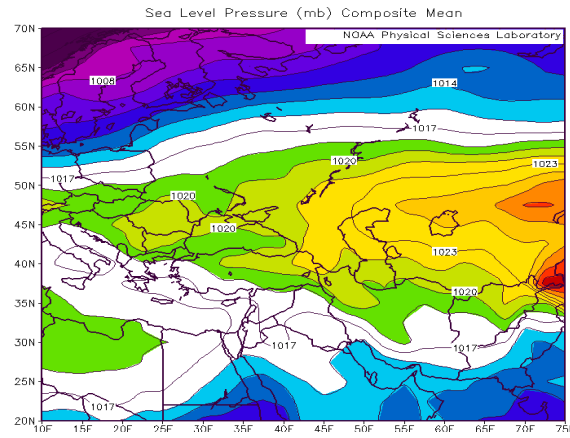 Sea Level Pressure (mb) Composite Mean
NOAA Physical Sciences Laboratory
70N
65N
60N
55N
50N
45N
40N
35N
30N
25N
20N
1008
1014
1017
1020
1023
1017
1020
1020
1023
1020
1017
1017
1017
10E
15E
20E
25E
30E
35E
40E
45E
50E
55E
60E
65E
70E
75E